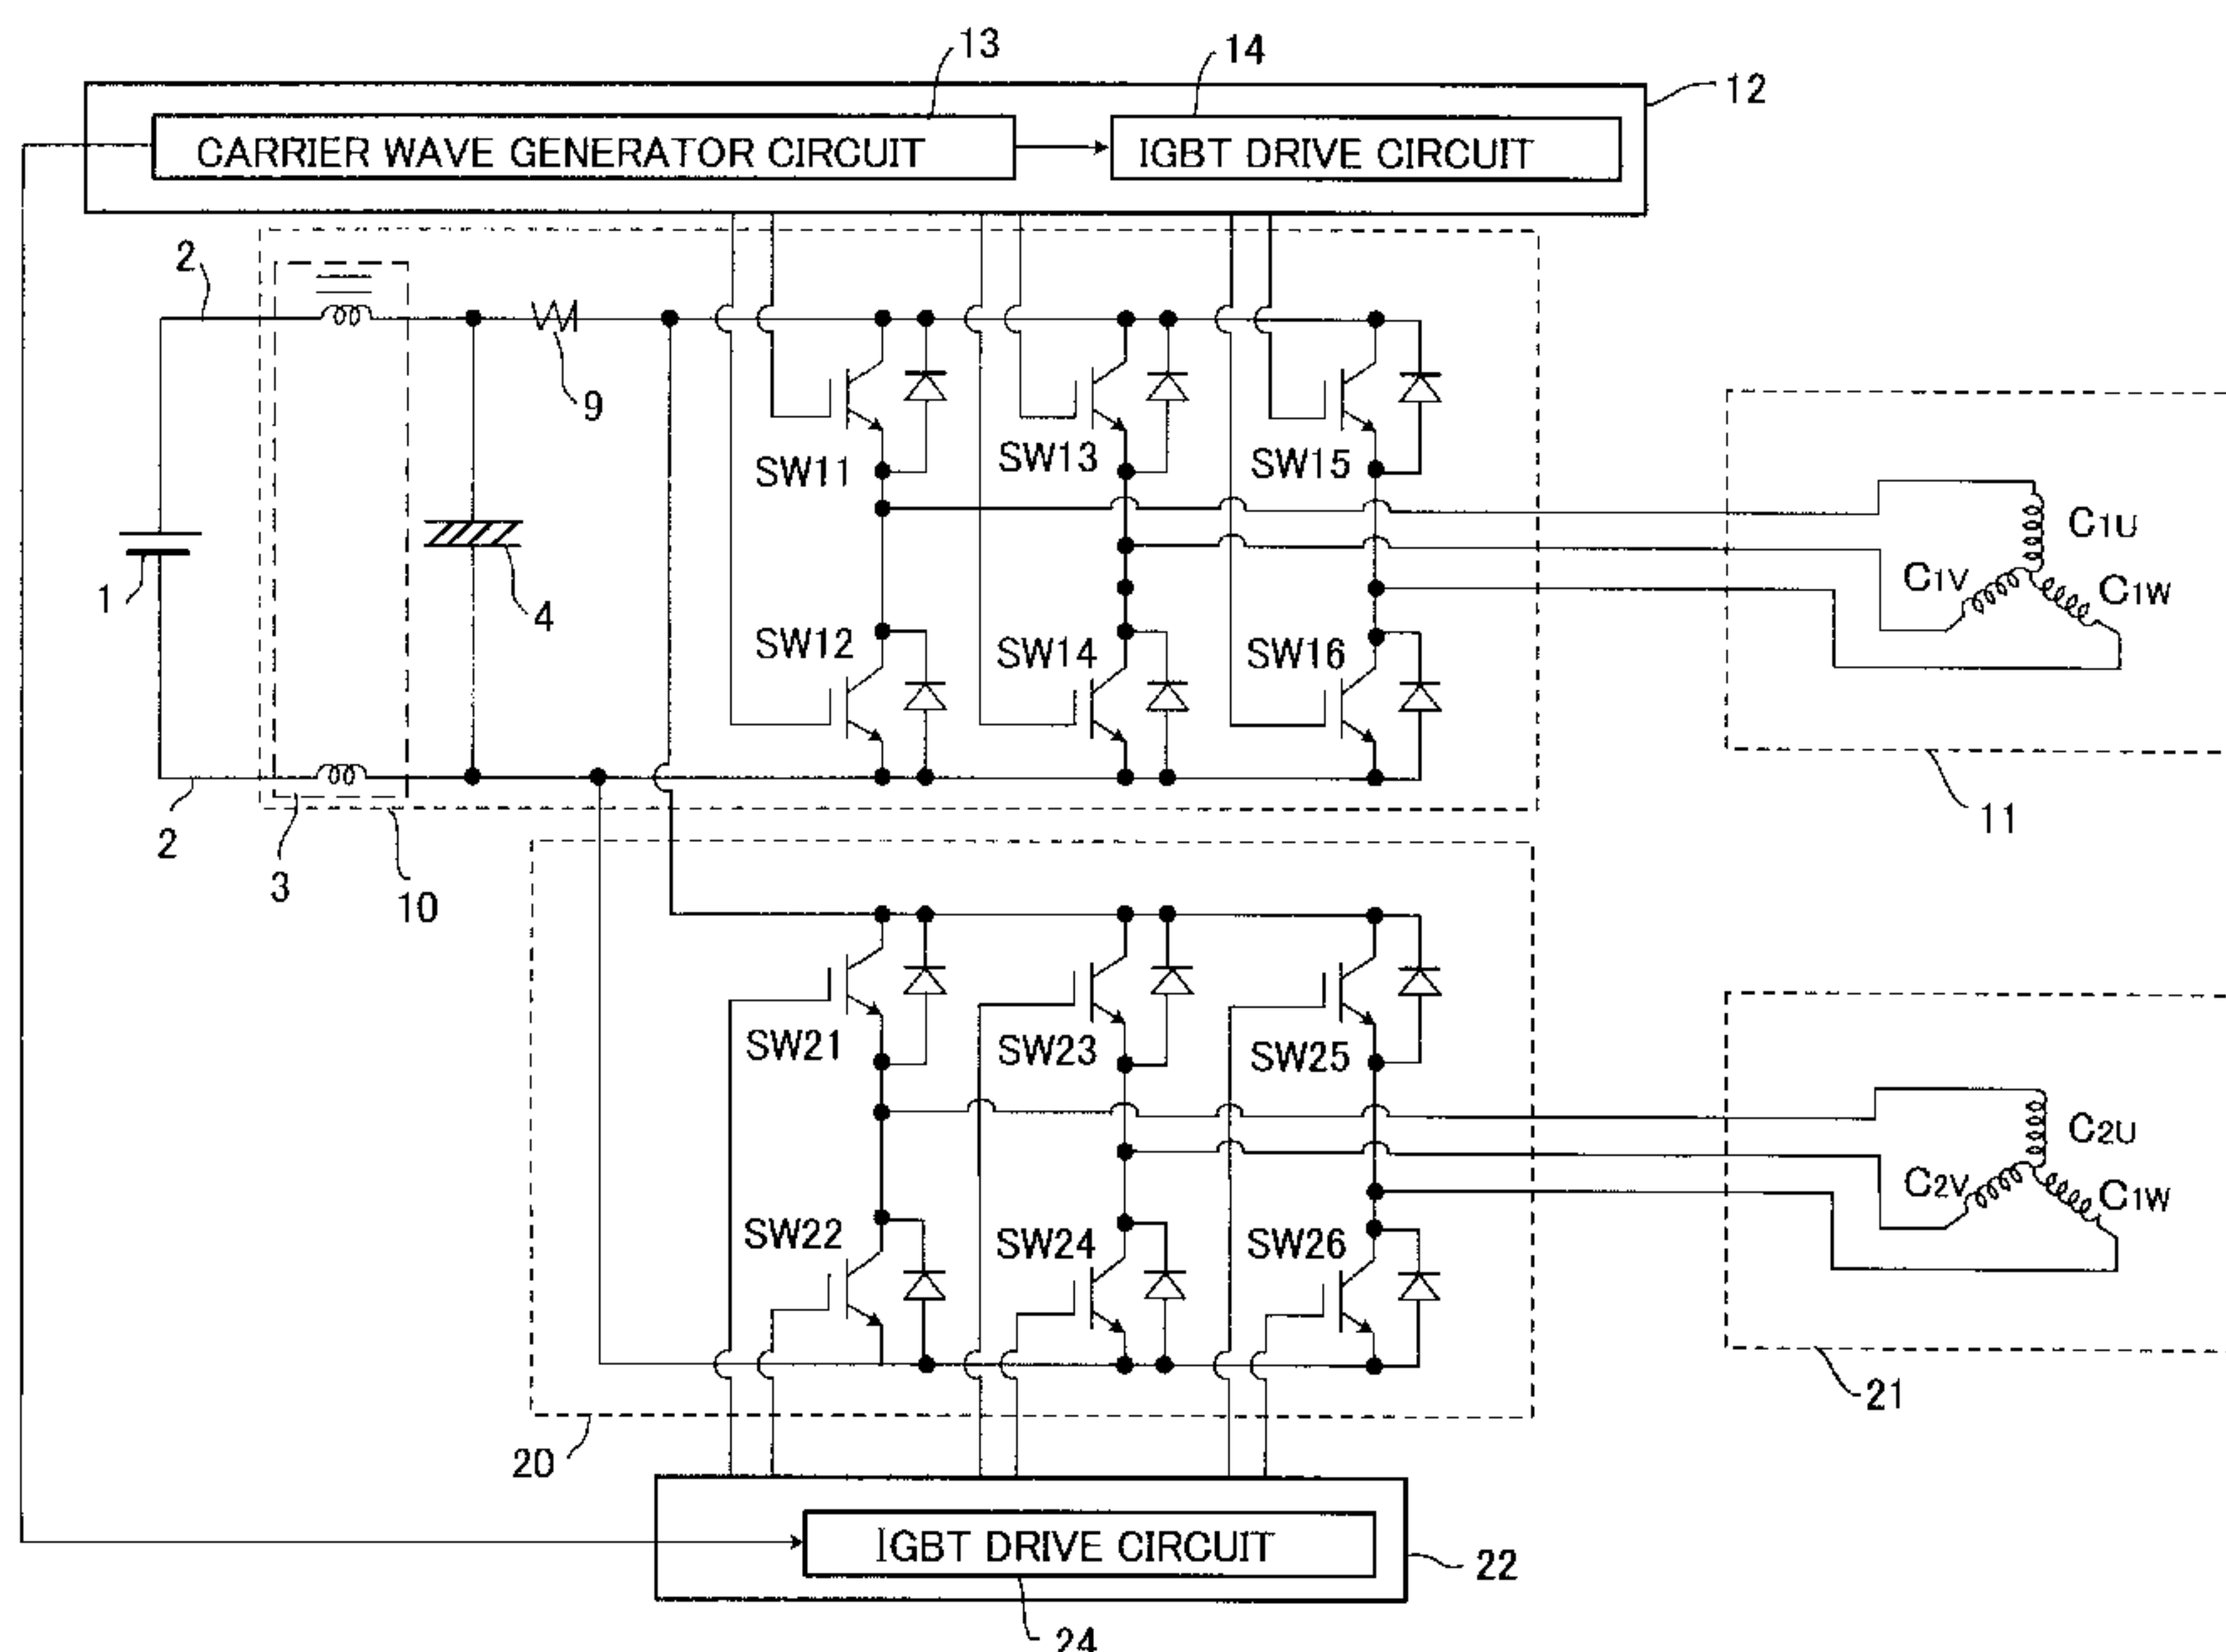 13
14
12
CARRIER WAVE GENERATOR CIRCUIT
IGBT DRIVE CIRCUIT
2
9
SW11
SW13
SW15
C1U
C1V
C1W
1
4
SW12
SW14
SW16
2
3
10
11
SW21
SW23
SW25
C2U
C2V
C1W
SW22
SW24
SW26
21
20
IGBT DRIVE CIRCUIT
22
24